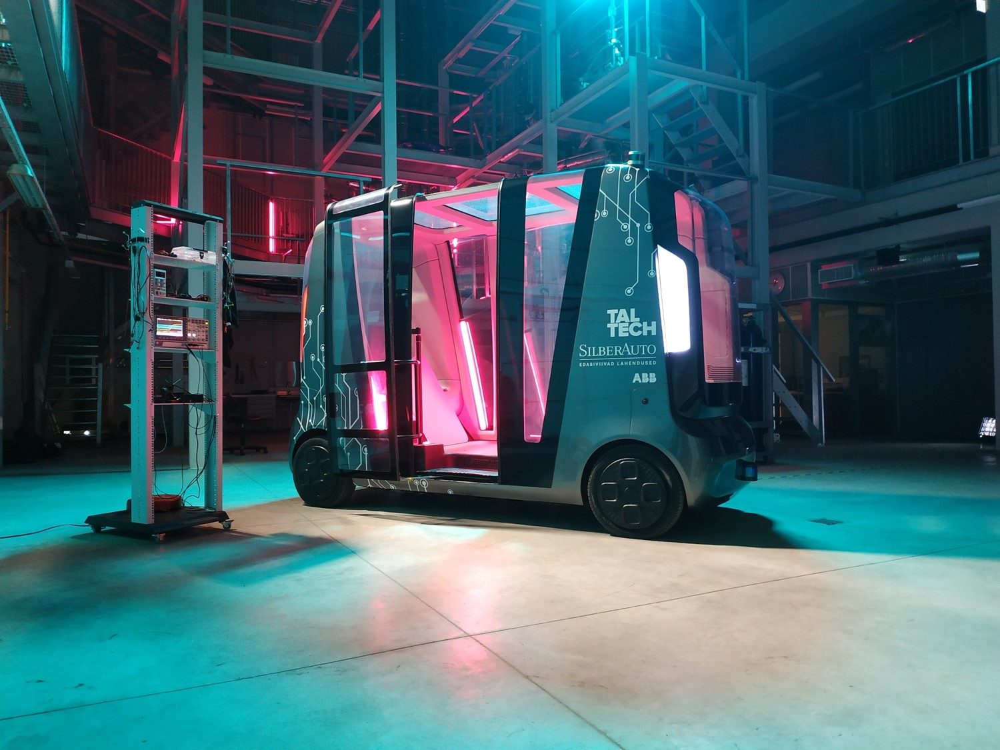 TAL
TECH
SILBERAUTO
EDASIVIIVAD LAHENDUSED
ABB